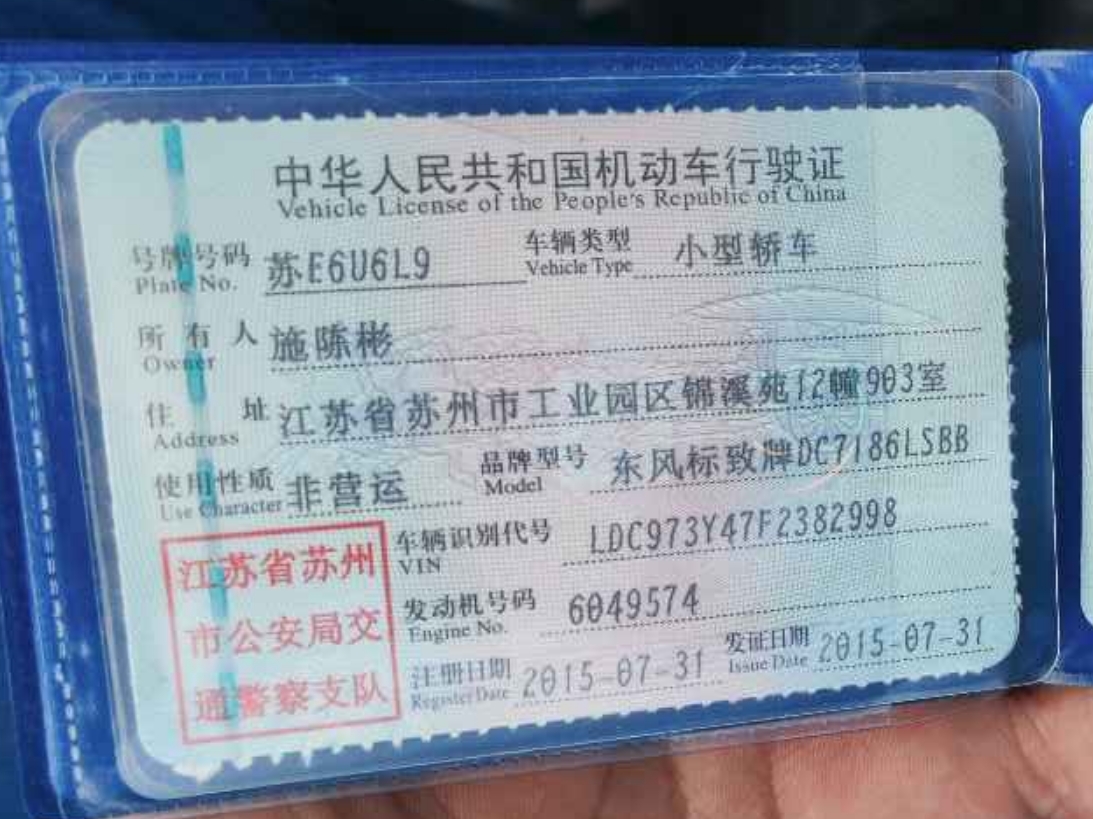 中华人民共和国机动车行驶证
Vehicle License of the People's Republic of China
号牌号码 苏E6U6L9 车辆类型 小型轿车
Plate No. Vehicle Type
所有人 施陈彬
Owner
住址 江苏省苏州市工业园区锦溪苑12幢903室
Address
使用性质 非营运 品牌型号 东风标致牌DC7186LSBB
Use Character Model
江苏省苏州
市公安局交
通警察支队
车辆识别代号 LDC973Y47F2382998
VIN
发动机号码 6049574
Engine No.
注册日期 2015-07-31 发证日期 2015-07-31
Register Date Issue Date